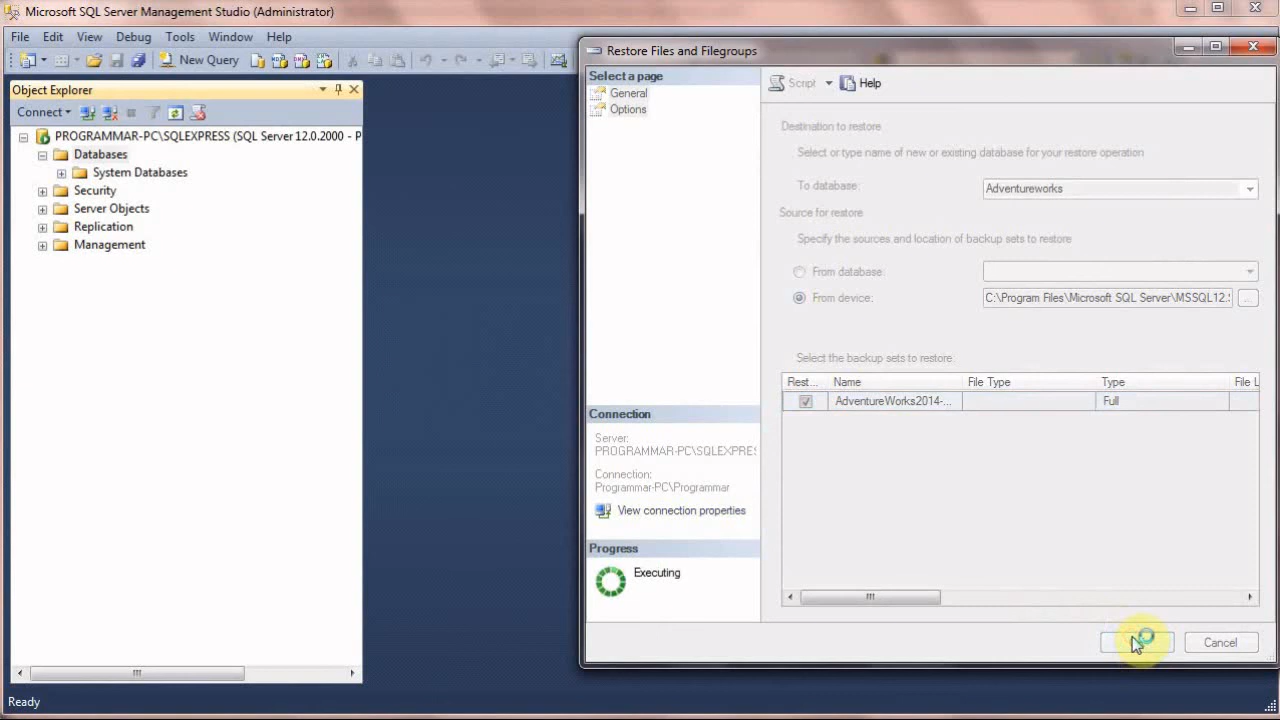 Microsoft SQL Server Management Studio (Administrator)
File Edit View Debug Tools Window Help
New Query
Object Explorer
Connect
PROGRAMMAR-PC\SQLEXPRESS (SQL Server 12.0.2000 - P
Databases
System Databases
Security
Server Objects
Replication
Management
Ready
Restore Files and Filegroups
Select a page
General
Options
Script Help
Destination to restore
Select or type name of new or existing database for your restore operation
To database: Adventureworks
Source for restore
Specify the sources and location of backup sets to restore
From database:
From device: C:\Program Files\Microsoft SQL Server\MSSQL12.
...
Select the backup sets to restore:
Rest... Name File Type Type File L
AdventureWorks2014-... Full
Connection
Server:
PROGRAMMAR-PC\SQLEXPRES
Connection:
Programmar-PC\Programmar
View connection properties
Progress
Executing
Cancel